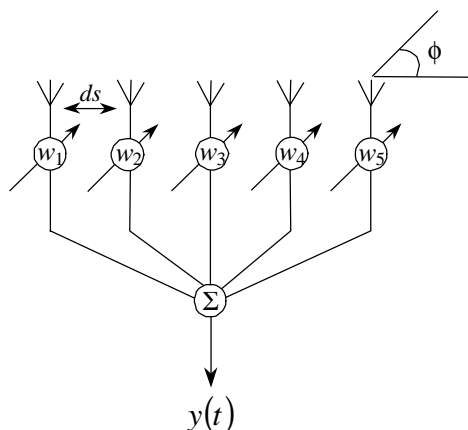 ϕ
ds
w₁ w₂ w₃ w₄ w₅
Σ
y(t)